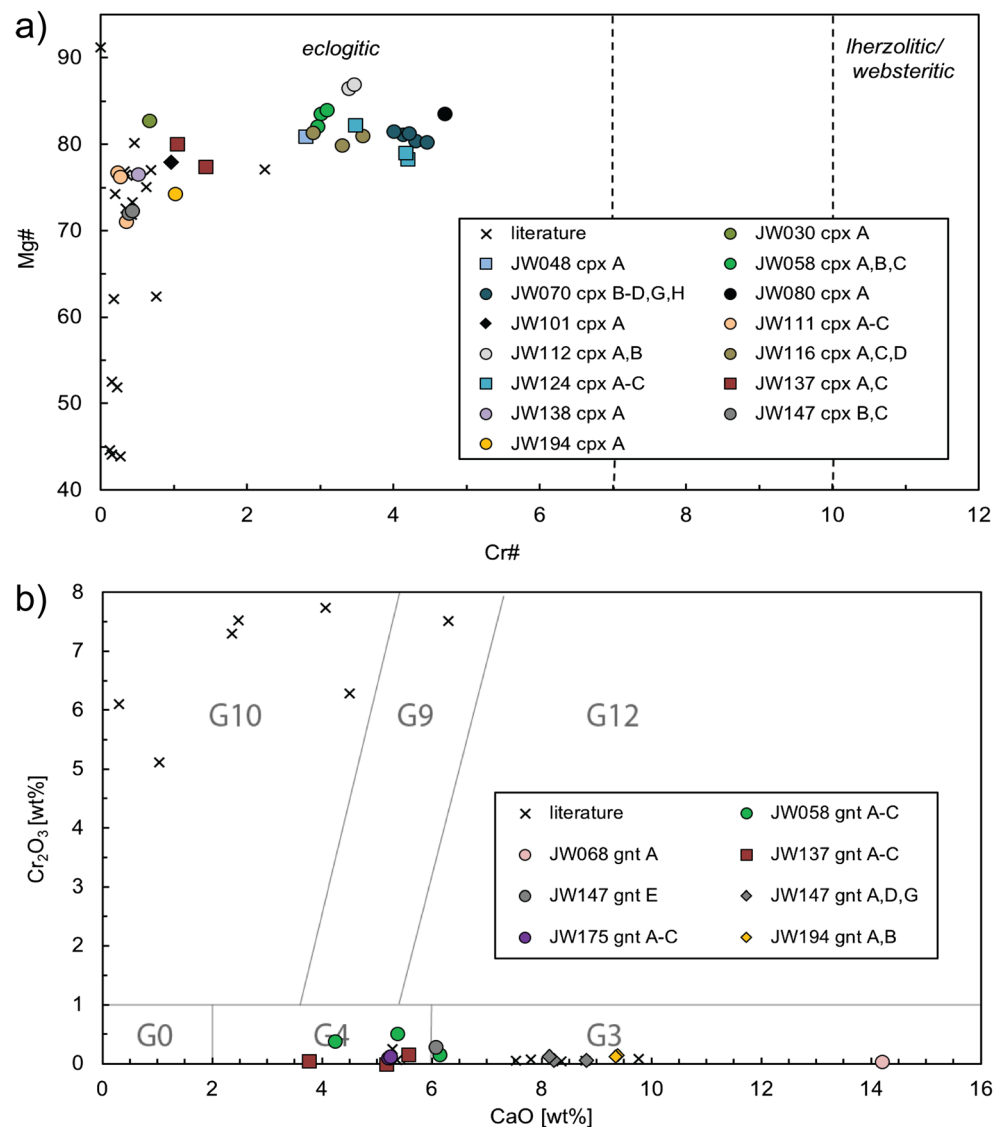 a)
eclogitic
lherzolitic/
websteritic
90
80
70
60
50
40
Mg#
literature
JW030 cpx A
JW048 cpx A
JW058 cpx A,B,C
JW070 cpx B-D,G,H
JW080 cpx A
JW101 cpx A
JW111 cpx A-C
JW112 cpx A,B
JW116 cpx A,C,D
JW124 cpx A-C
JW137 cpx A,C
JW138 cpx A
JW147 cpx B,C
JW194 cpx A
0 2 4 6 8 10 12
Cr#
b)
8
7
6
5
4
3
2
1
0
Cr₂O₃ [wt%]
G10
G9
G12
literature
JW058 gnt A-C
JW068 gnt A
JW137 gnt A-C
JW147 gnt E
JW147 gnt A,D,G
JW175 gnt A-C
JW194 gnt A,B
G0
G4
G3
0 2 4 6 8 10 12 14 16
CaO [wt%]